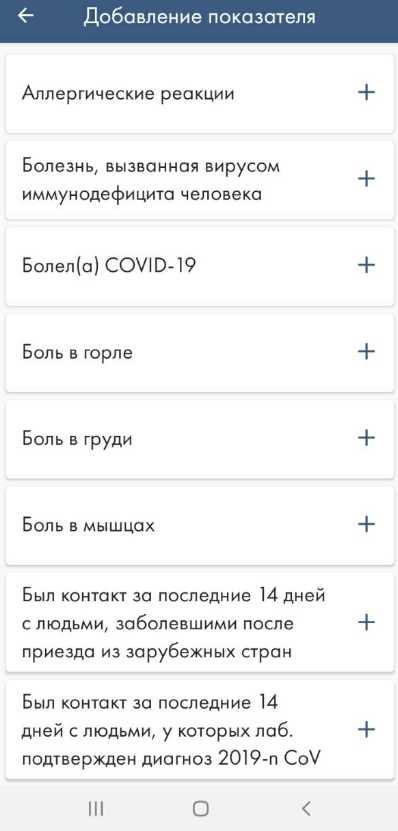 Добавление показателя
Аллергические реакции
Болезнь, вызванная вирусом
иммунодефицита человека
Болел(а) COVID-19
Боль в горле
Боль в груди
Боль в мышцах
Был контакт за последние 14 дней
с людьми, заболевшими после
приезда из зарубежных стран
Был контакт за последние 14
дней с людьми, у которых лаб.
подтвержден диагноз 2019-n CoV